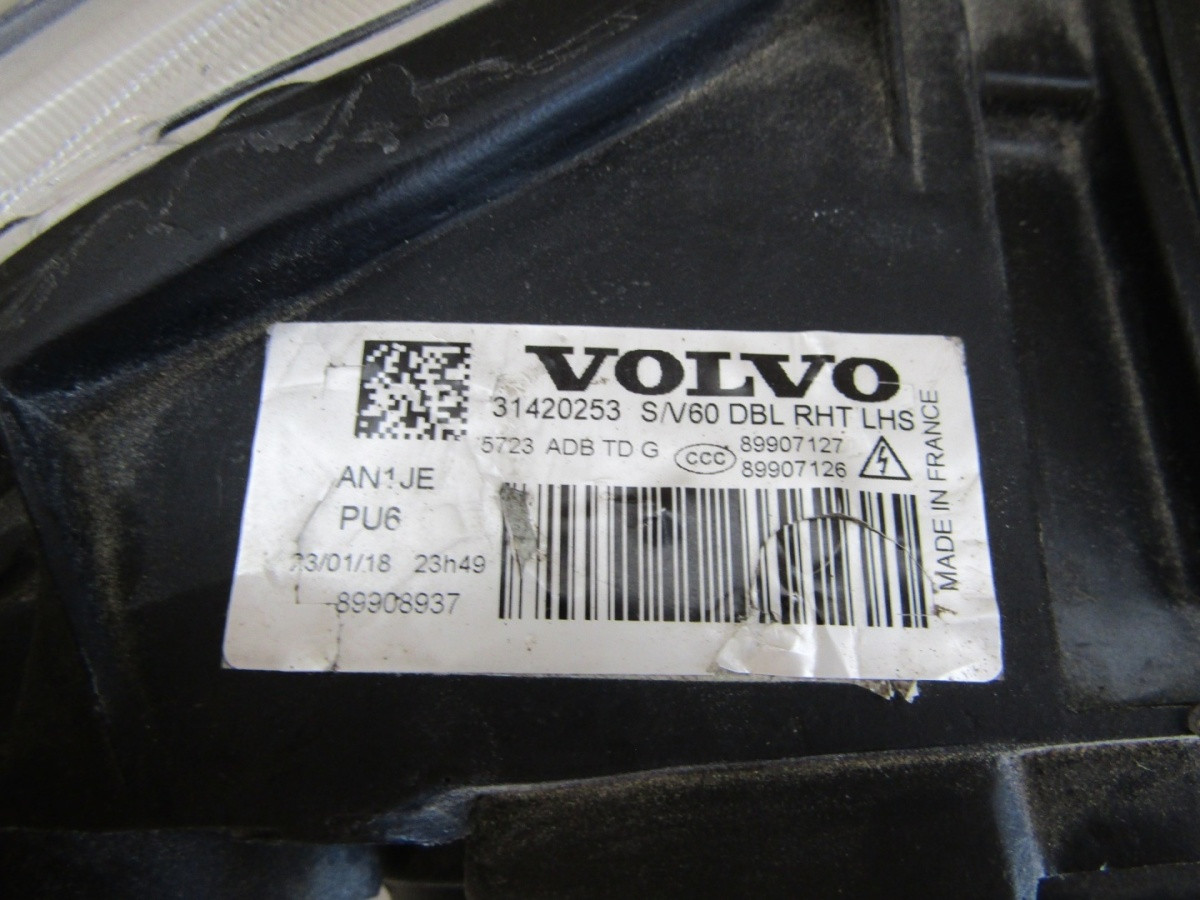 VOLVO
31420253 S/V60 DBL RHT LHS
5723 ADB TD G CCC 89907127
89907126
AN1JE
PU6
23/01/18 23h49
89908937
MADE IN FRANCE